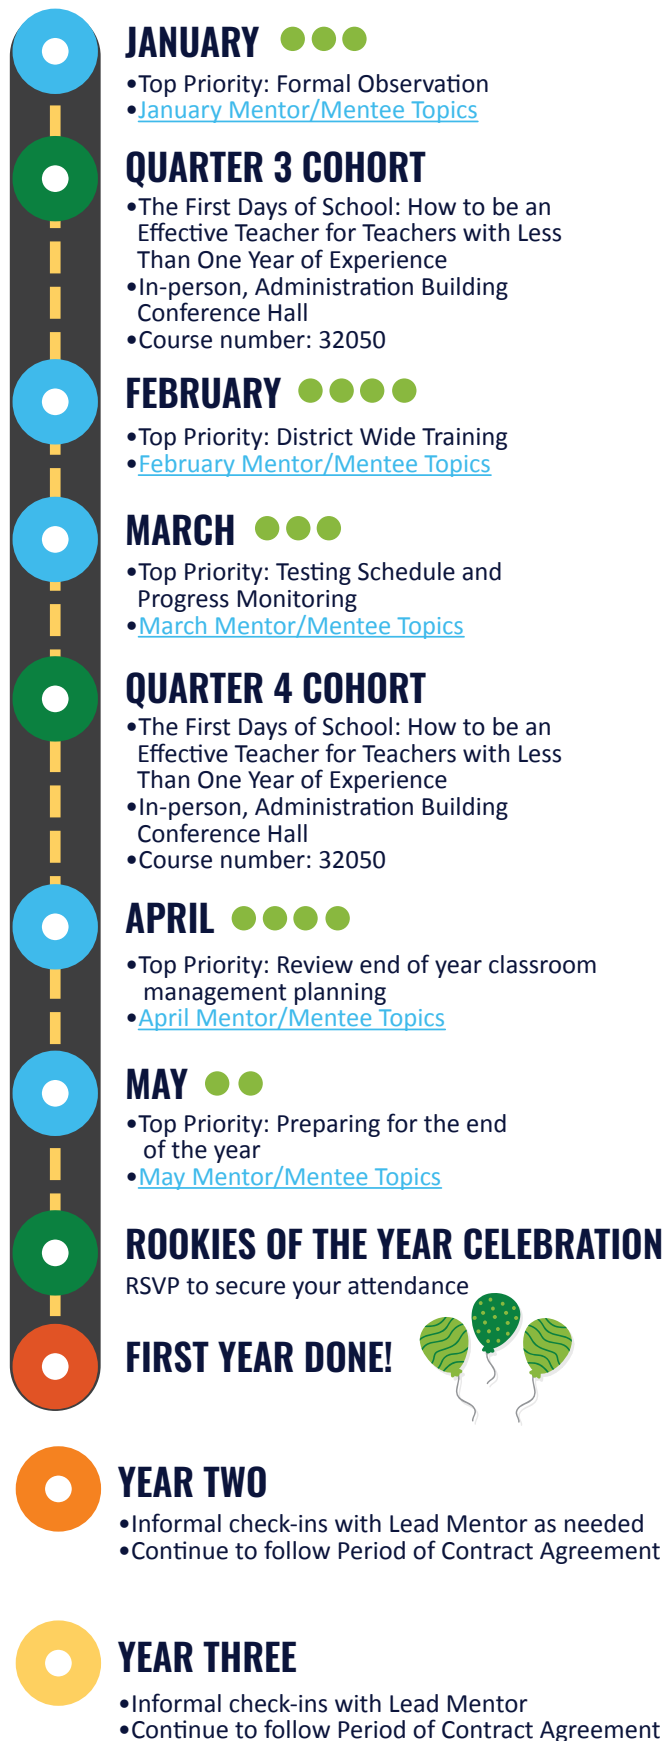 JANUARY
•Top Priority: Formal Observation
•January Mentor/Mentee Topics
QUARTER 3 COHORT
•The First Days of School: How to be an
Effective Teacher for Teachers with Less
Than One Year of Experience
•In-person, Administration Building
Conference Hall
•Course number: 32050
FEBRUARY
•Top Priority: District Wide Training
•February Mentor/Mentee Topics
MARCH
•Top Priority: Testing Schedule and
Progress Monitoring
•March Mentor/Mentee Topics
QUARTER 4 COHORT
•The First Days of School: How to be an
Effective Teacher for Teachers with Less
Than One Year of Experience
•In-person, Administration Building
Conference Hall
•Course number: 32050
APRIL
•Top Priority: Review end of year classroom
management planning
•April Mentor/Mentee Topics
MAY
•Top Priority: Preparing for the end
of the year
•May Mentor/Mentee Topics
ROOKIES OF THE YEAR CELEBRATION
RSVP to secure your attendance
FIRST YEAR DONE!
YEAR TWO
•Informal check-ins with Lead Mentor as needed
•Continue to follow Period of Contract Agreement
YEAR THREE
•Informal check-ins with Lead Mentor
•Continue to follow Period of Contract Agreement